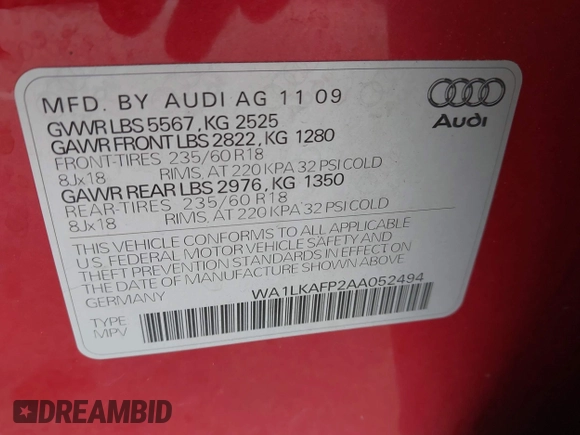 MFD. BY AUDI AG 11 09
GVWR LBS 5567, KG 2525
GAWR FRONT LBS 2822, KG 1280
FRONT-TIRES 235/60 R18
8Jx18 RIMS, AT 220 KPA 32 PSI COLD
GAWR REAR LBS 2976, KG 1350
REAR-TIRES 235/60 R18
8Jx18 RIMS, AT 220 KPA 32 PSI COLD
THIS VEHICLE CONFORMS TO ALL APPLICABLE
U.S. FEDERAL MOTOR VEHICLE SAFETY AND
THEFT PREVENTION STANDARDS IN EFFECT ON
THE DATE OF MANUFACTURE SHOWN ABOVE.
GERMANY
WA1LKAFP2AA052494
TYPE
MPV
Audi
DREAMBID